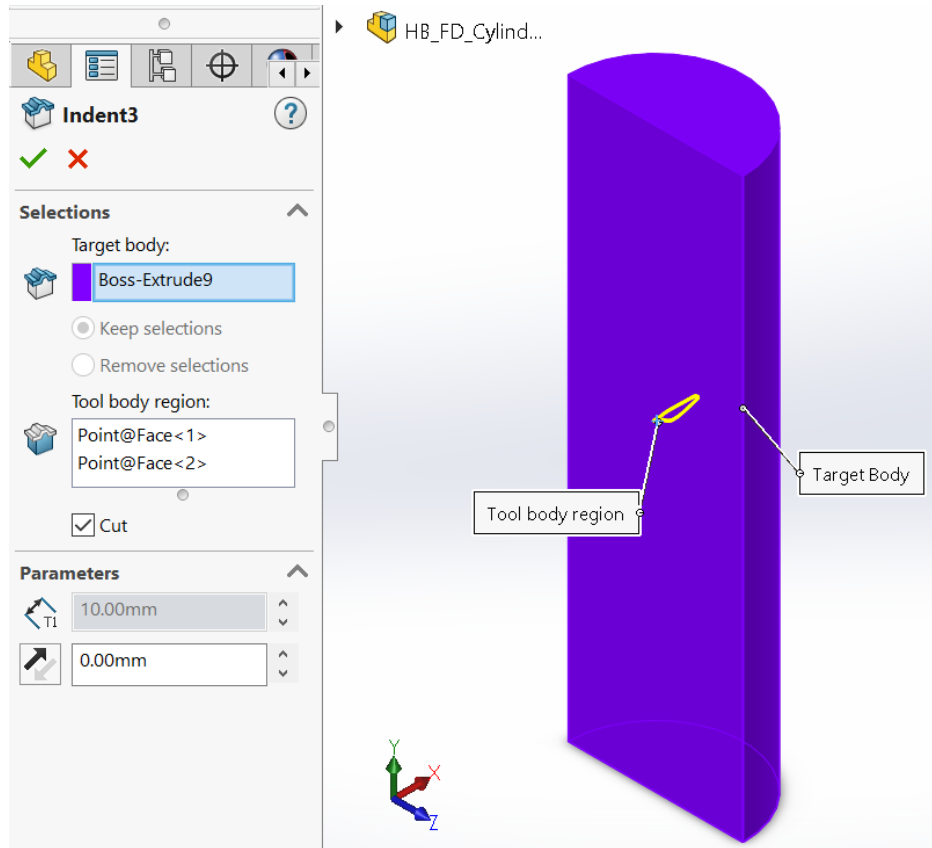 HB_FD_Cylind...
Indent3
?
Selections
Target body:
Boss-Extrude9
Keep selections
Remove selections
Tool body region:
Point@Face<1>
Point@Face<2>
Cut
Parameters
T1
10.00mm
0.00mm
Tool body region
Target Body
Y
X
Z